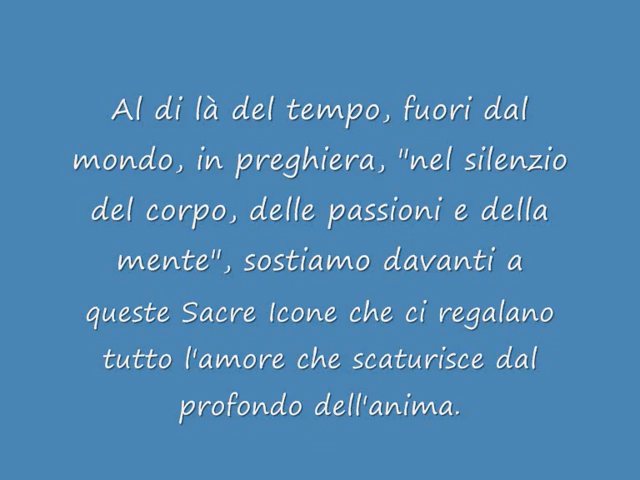 Al di là del tempo, fuori dal
mondo, in preghiera, "nel silenzio
del corpo, delle passioni e della
mente", sostiamo davanti a
queste Sacre Icone che ci regalano
tutto l'amore che scaturisce dal
profondo dell'anima.